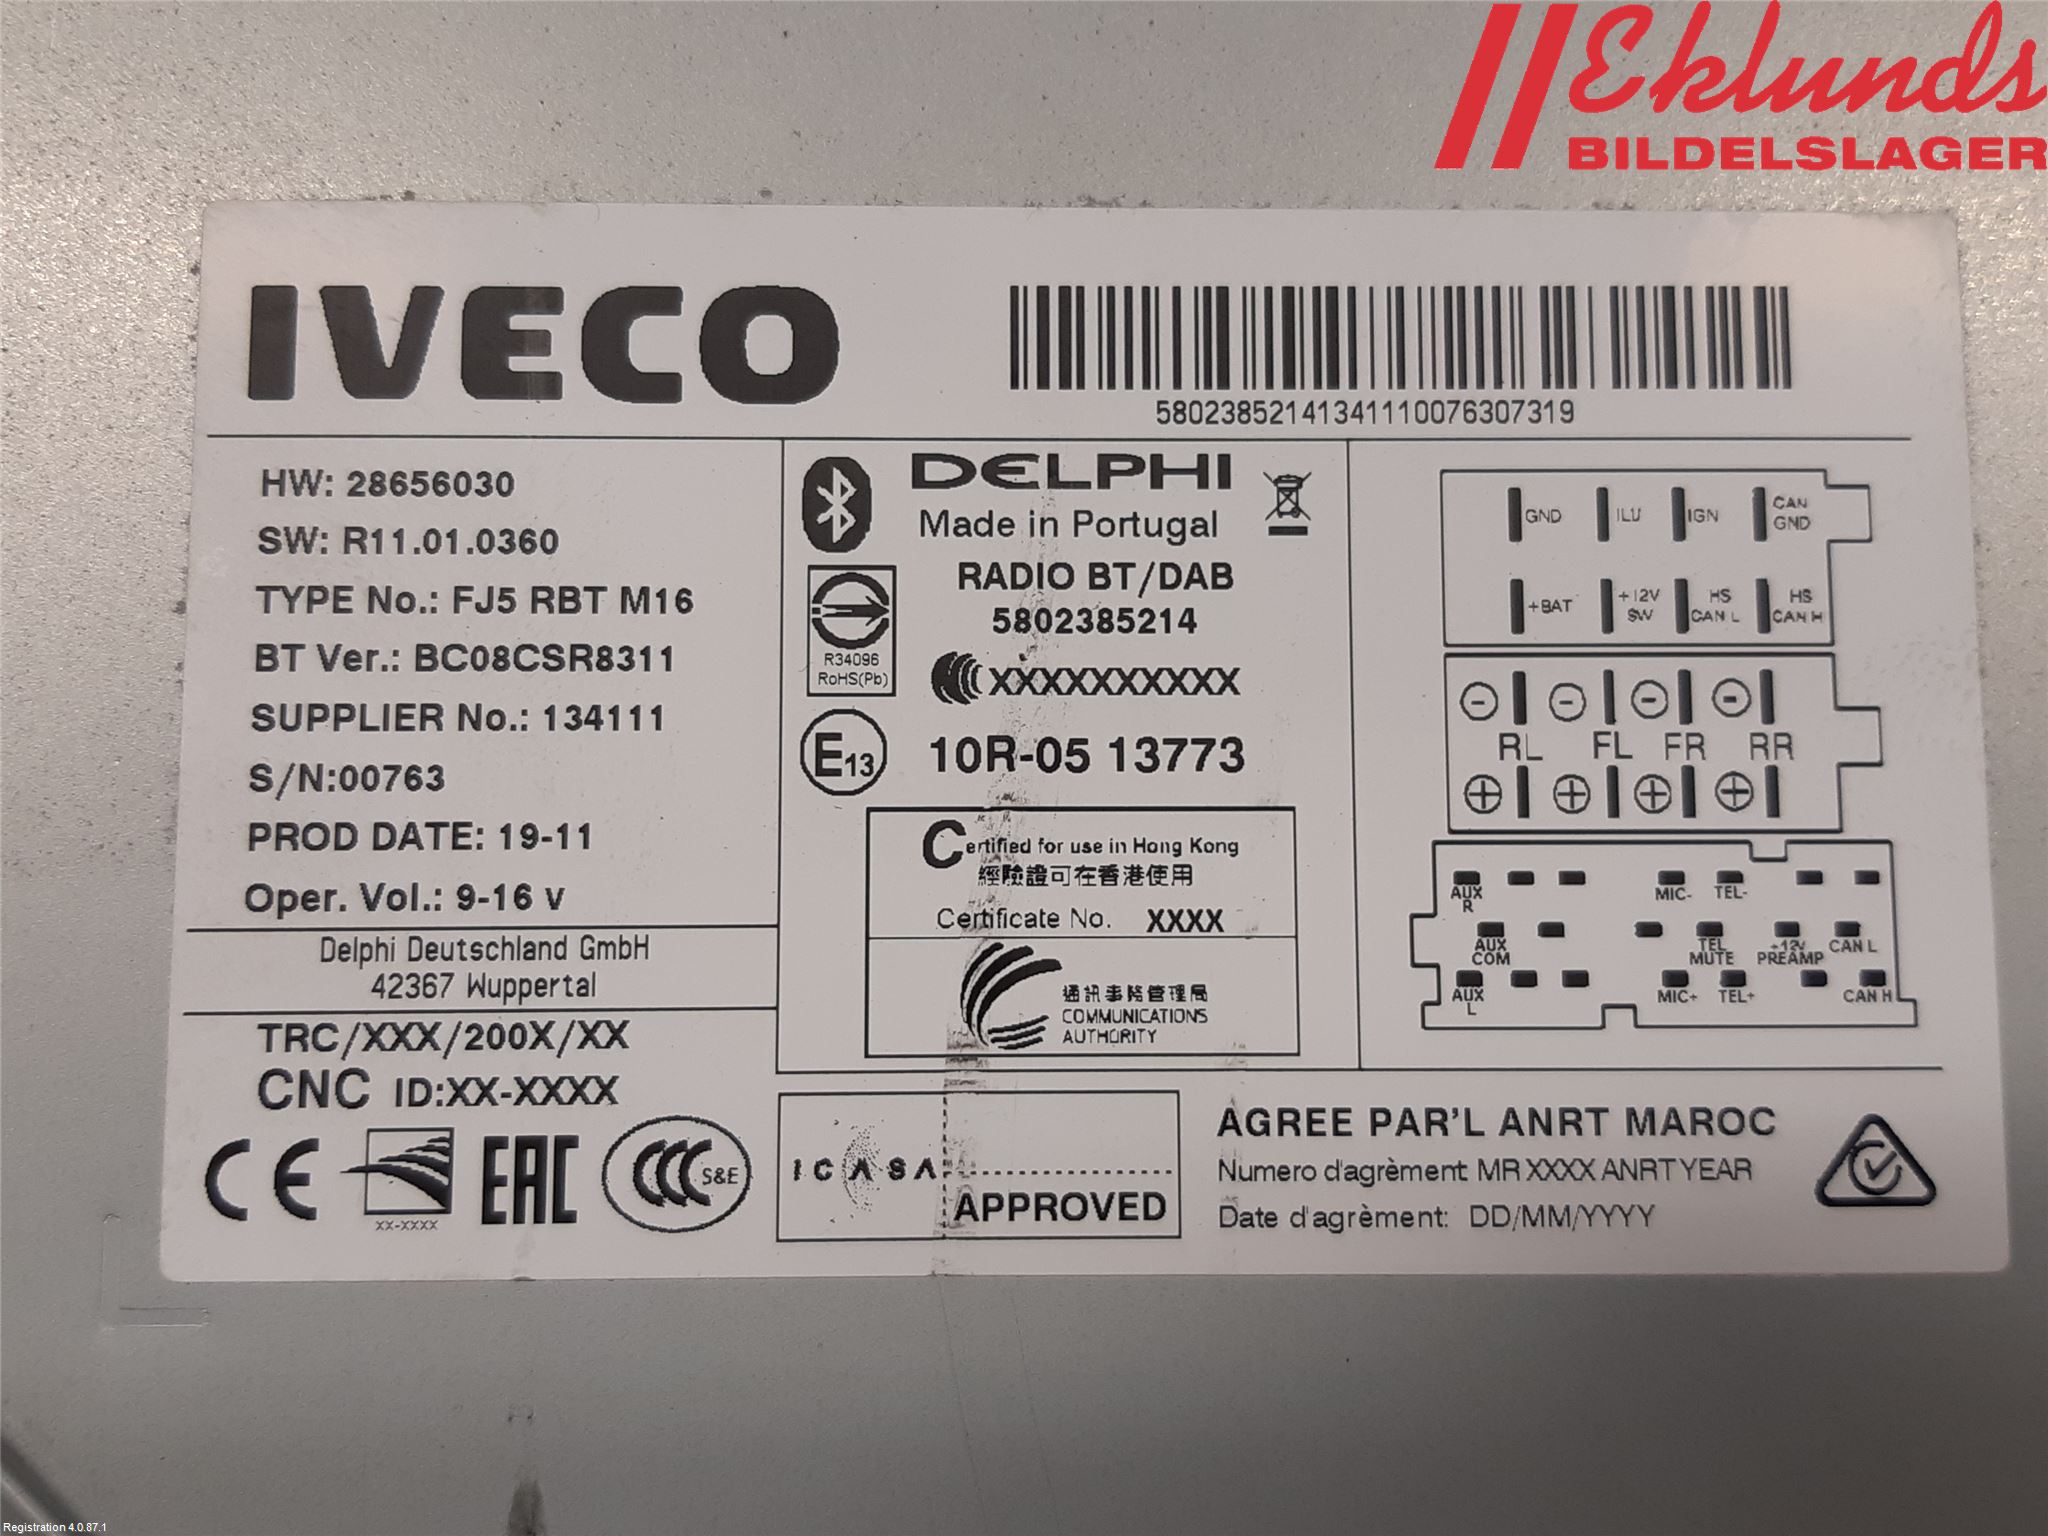 Eklunds
BILDELSLAGER
IVECO
58023852141341110076307319
HW: 28656030
SW: R11.01.0360
TYPE No.: FJ5 RBT M16
BT Ver.: BC08CSR8311
SUPPLIER No.: 134111
S/N:00763
PROD DATE: 19-11
Oper. Vol.: 9-16 v
Delphi Deutschland GmbH
42367 Wuppertal
TRC/XXX/200X/XX
CNC ID:XX-XXXX
CE
XX-XXXX
EAC
CCC S&E
DELPHI
Made in Portugal
RADIO BT/DAB
5802385214
R34096
RoHS(Pb)
XXXXXXXXXX
E13
10R-05 13773
Certified for use in Hong Kong
經驗證可在香港使用
Certificate No. XXXX
通訊事務管理局
COMMUNICATIONS
AUTHORITY
ICASA
APPROVED
GND ILU IGN CAN GND
+BAT +12V SW HS CAN L HS CAN H
- - - -
RL FL FR RR
+ + + +
AUX R MIC- TEL-
AUX COM TEL MUTE +12V PREAMP CAN L
AUX L MIC+ TEL+ CAN H
AGREE PAR'L ANRT MAROC
Numero d'agrèment MR XXXX ANRT YEAR
Date d'agrèment: DD/MM/YYYY
Registration 4.0.87.1